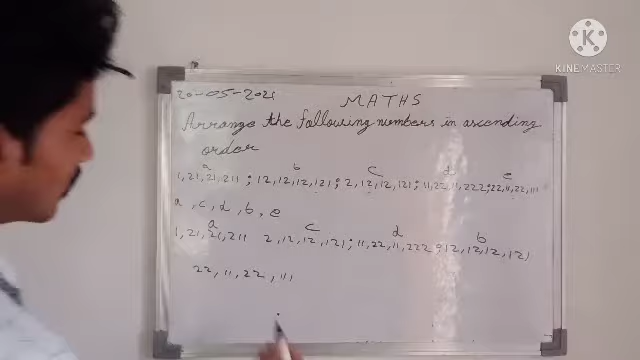 KINEMASTER
20-05-2021
MATHS
Arrange the following numbers in ascending
order
a b c d e
1,21,21,211 ; 12,12,12,121 ; 2,12,12,121 ; 11,22,11,222 ; 22,11,22,111
a, c, d, b, e
a c d b
1,21,21,211 2,12,12,121 ; 11,22,11,222 ; 12,12,12,121
22, 11, 22, 111